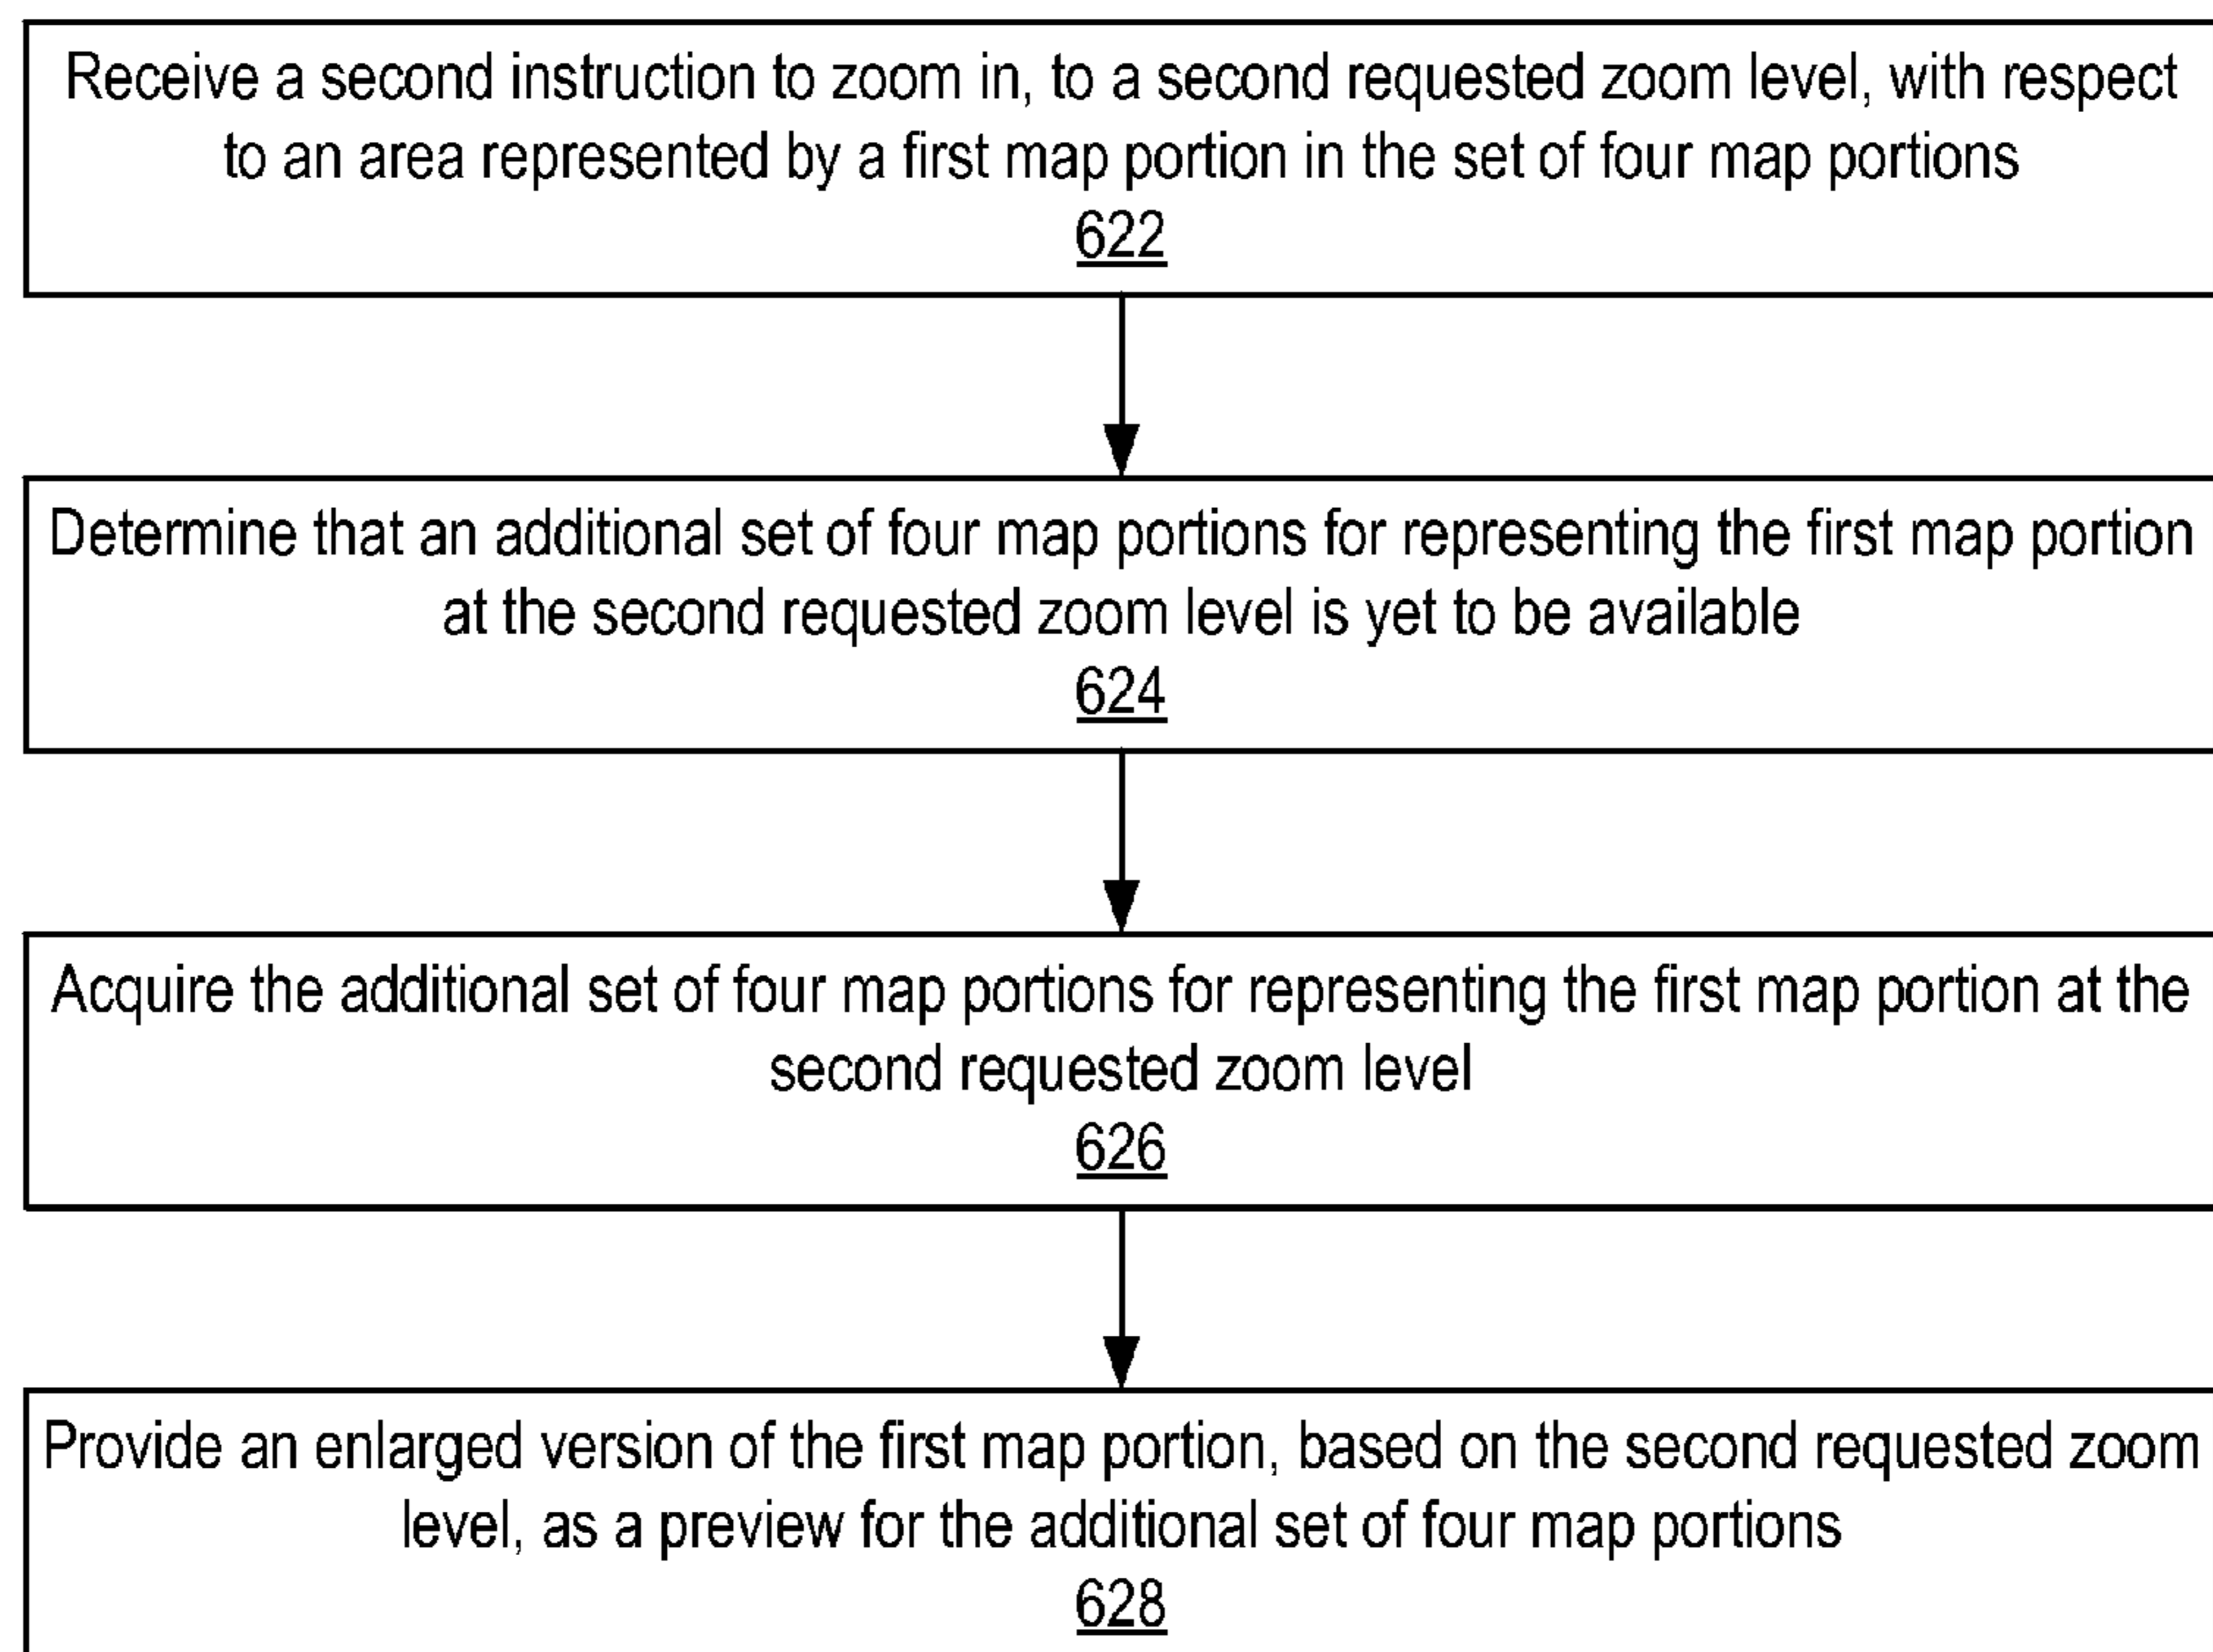 Receive a second instruction to zoom in, to a second requested zoom level, with respect
to an area represented by a first map portion in the set of four map portions
622
Determine that an additional set of four map portions for representing the first map portion
at the second requested zoom level is yet to be available
624
Acquire the additional set of four map portions for representing the first map portion at the
second requested zoom level
626
Provide an enlarged version of the first map portion, based on the second requested zoom
level, as a preview for the additional set of four map portions
628